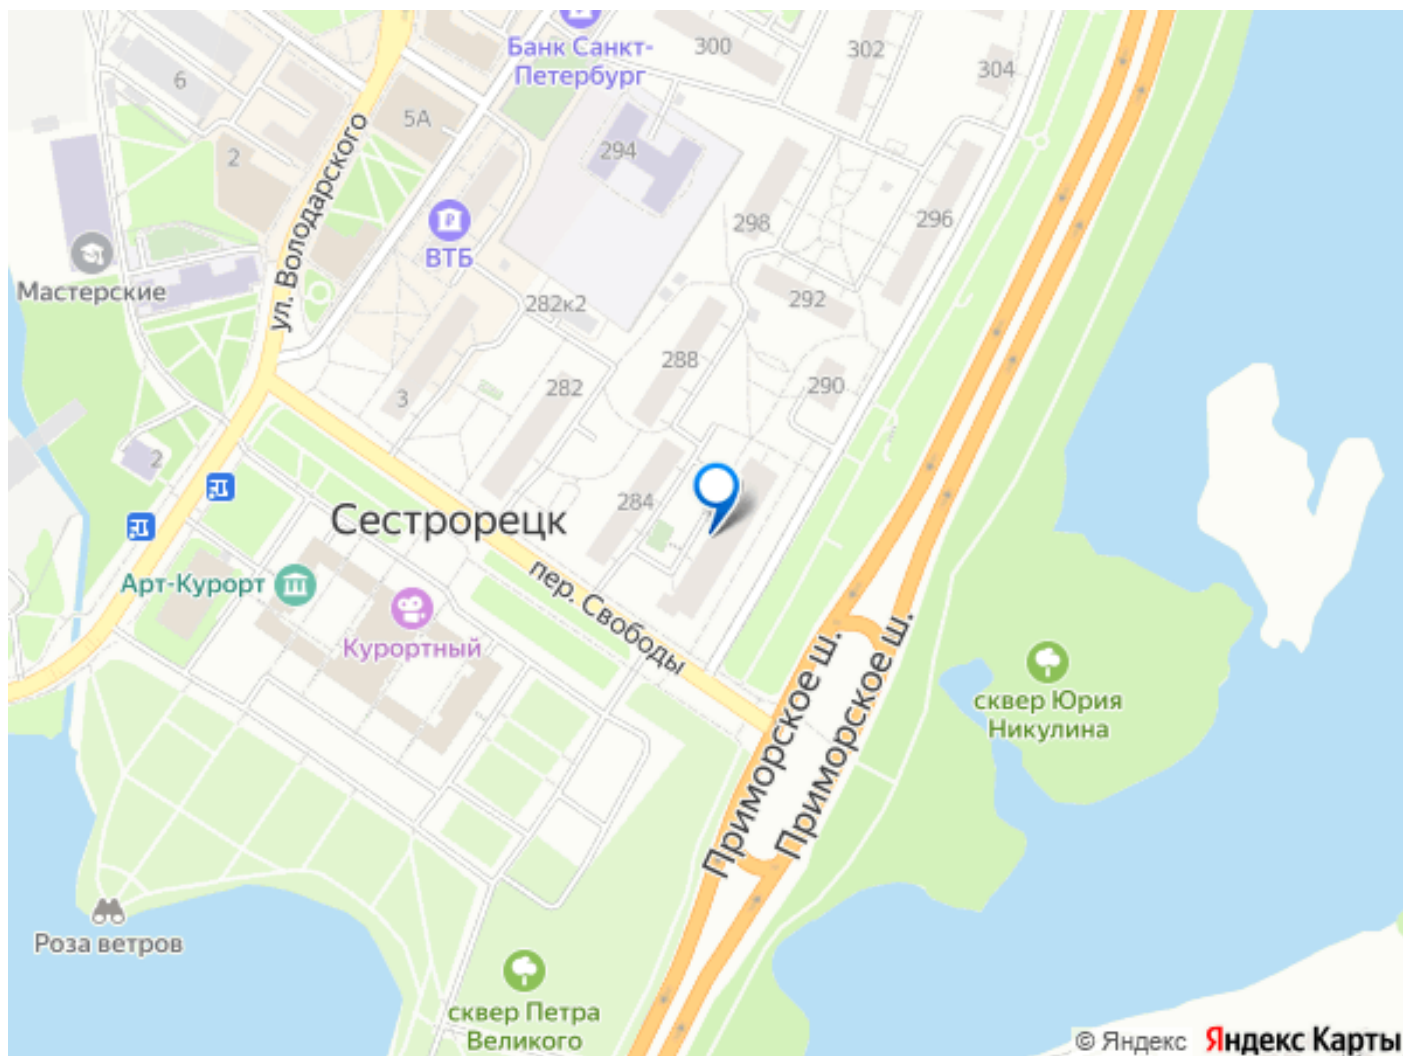 300
302
304
Банк Санкт-
Петербург
6
5А
2
294
ул. Володарского
298
296
ВТБ
Мастерские
292
282к2
288
290
282
3
2
284
Сестрорецк
пер. Свободы
Арт-Курорт
Курортный
Приморское ш.
Приморское ш.
сквер Юрия
Никулина
Роза ветров
сквер Петра
Великого
© Яндекс Яндекс Карты